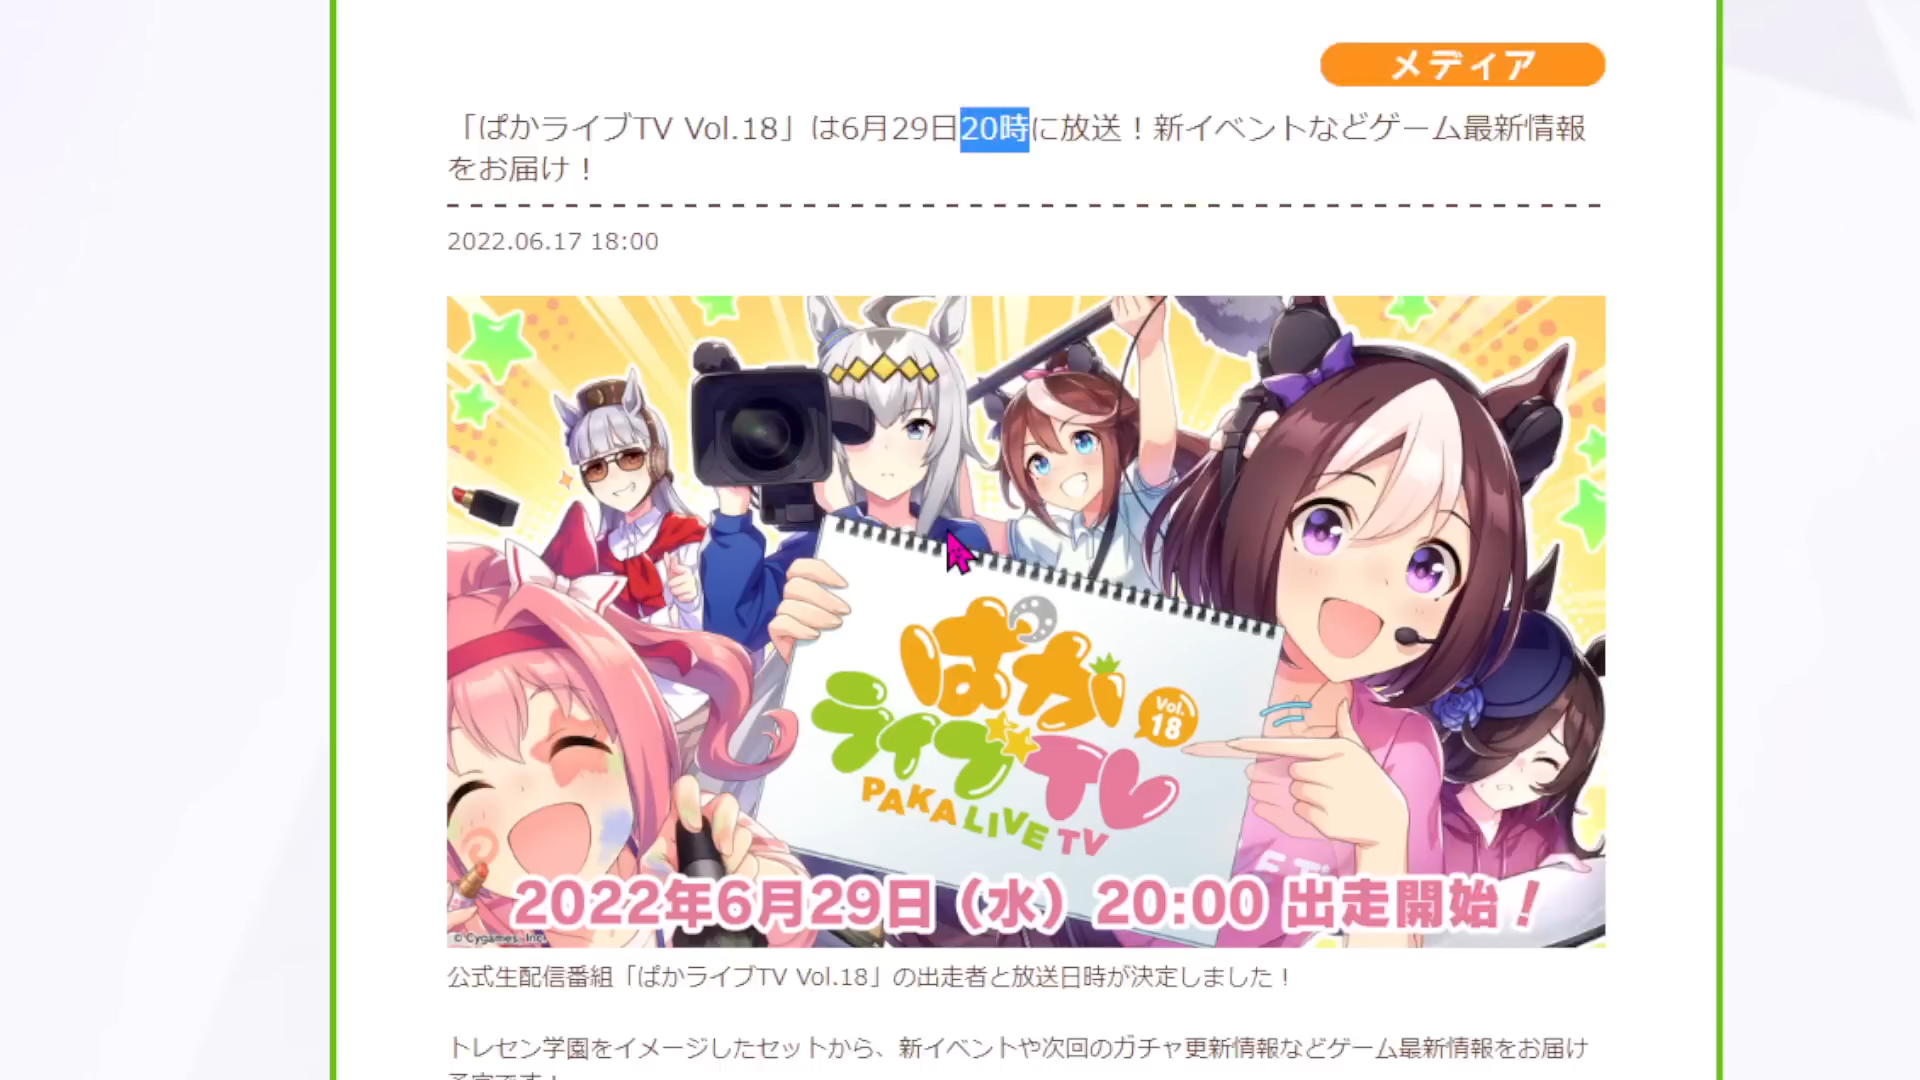 メディア
「ぱかライブTV Vol.18」は6月29日20時に放送！新イベントなどゲーム最新情報
をお届け！
2022.06.17 18:00
ぱか
ライブTV
Vol.
18
PAKA LIVE TV
2022年6月29日（水）20:00 出走開始！
© Cygames, Inc.
公式生配信番組「ぱかライブTV Vol.18」の出走者と放送日時が決定しました！
トレセン学園をイメージしたセットから、新イベントや次回のガチャ更新情報などゲーム最新情報をお届け
予定です！